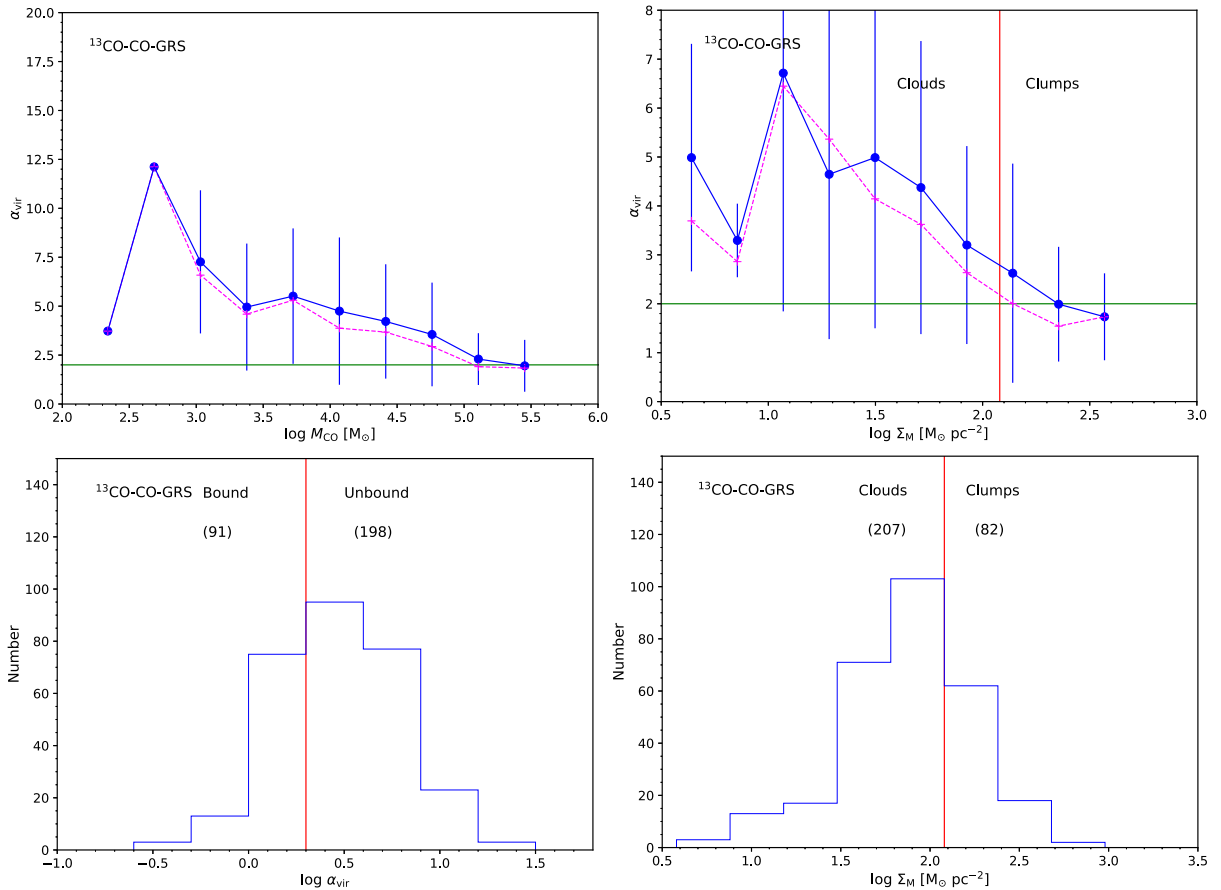 20.0
17.5
15.0
12.5
10.0
7.5
5.0
2.5
0.0
α_vir
¹³CO-CO-GRS
2.0 2.5 3.0 3.5 4.0 4.5 5.0 5.5 6.0
log M_CO [M_⊙]
8
7
6
5
4
3
2
1
0
α_vir
¹³CO-CO-GRS
Clouds Clumps
0.5 1.0 1.5 2.0 2.5 3.0
log Σ_M [M_⊙ pc⁻²]
140
120
100
80
60
40
20
0
Number
¹³CO-CO-GRS Bound Unbound
(91) (198)
-1.0 -0.5 0.0 0.5 1.0 1.5
log α_vir
140
120
100
80
60
40
20
0
Number
¹³CO-CO-GRS Clouds Clumps
(207) (82)
0.5 1.0 1.5 2.0 2.5 3.0 3.5
log Σ_M [M_⊙ pc⁻²]